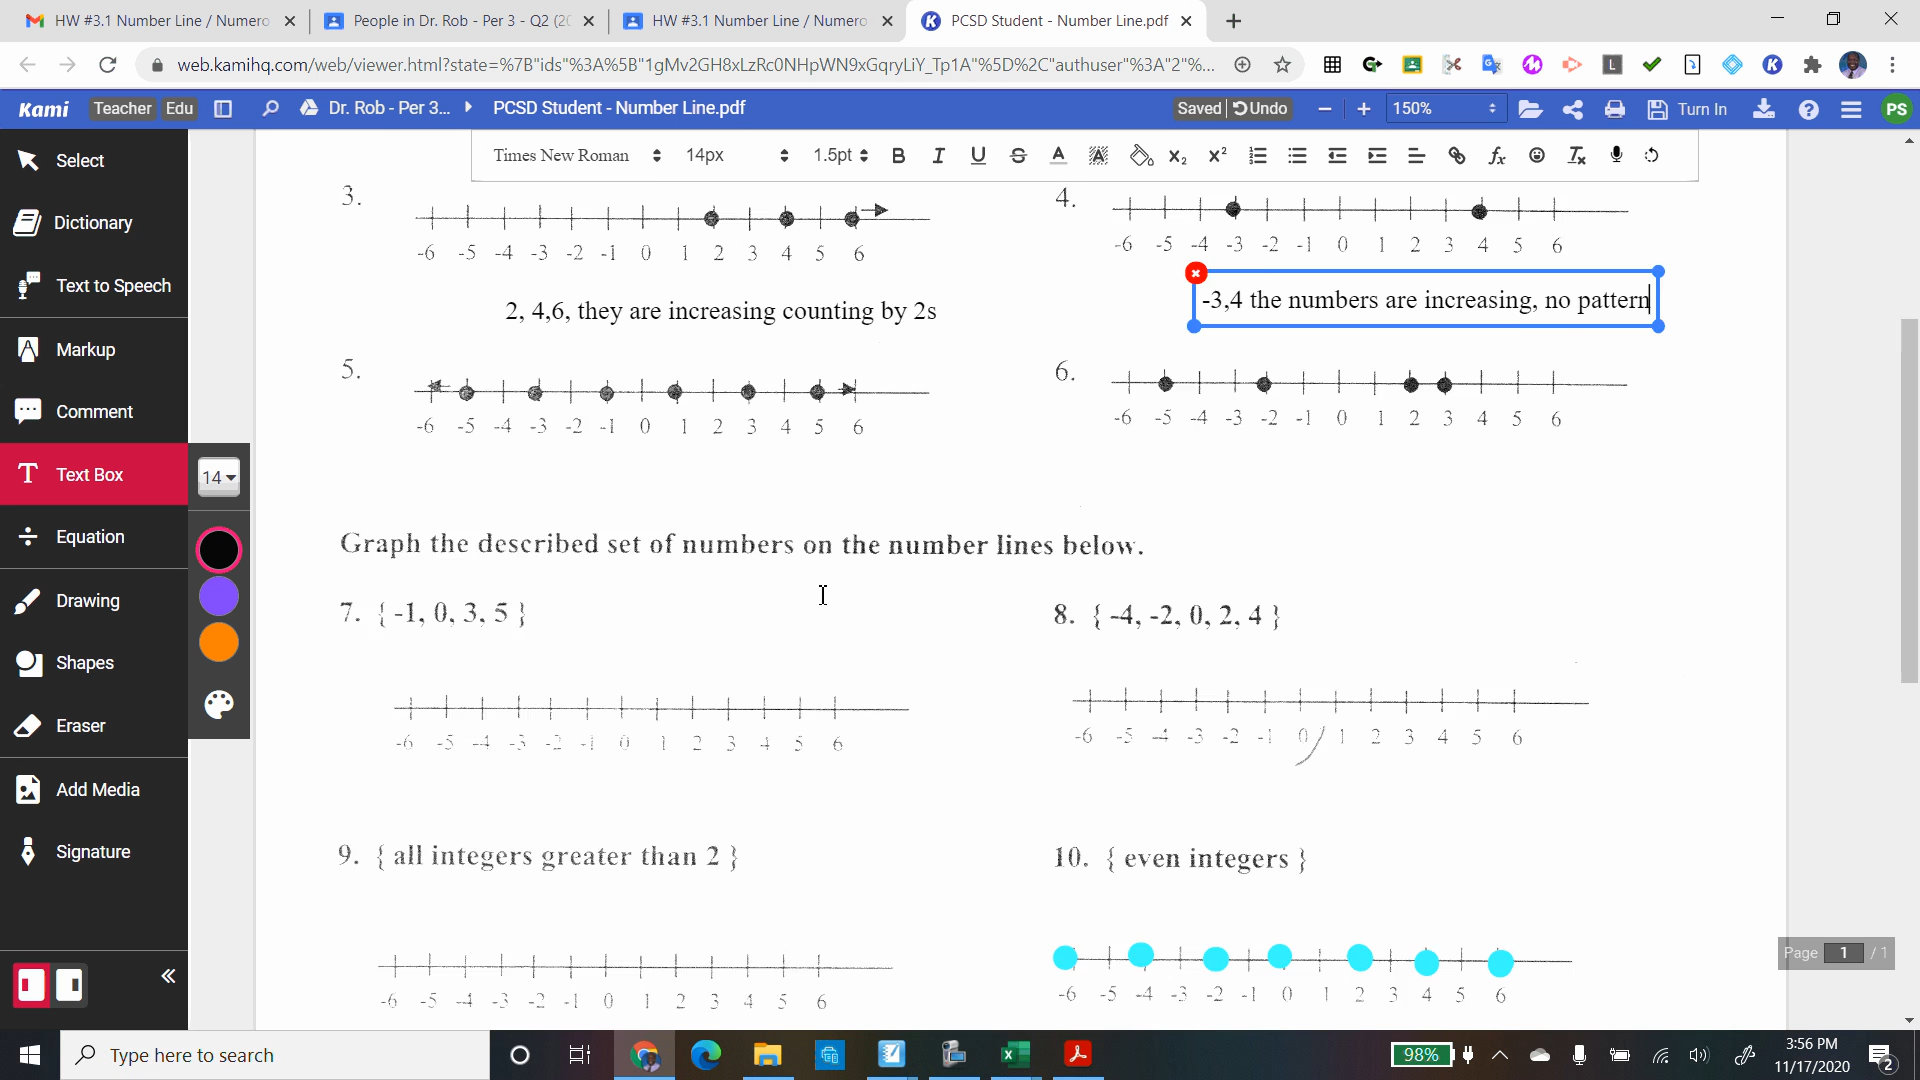 HW #3.1 Number Line / Numero
People in Dr. Rob - Per 3 - Q2 (20
HW #3.1 Number Line / Numero
PCSD Student - Number Line.pdf
web.kamihq.com/web/viewer.html?state=%7B"ids"%3A%5B"1gMv2GH8xLzRc0NHpWN9xGqryLiY_Tp1A"%5D%2C"authuser"%3A"2"%...
Kami Teacher Edu Dr. Rob - Per 3... PCSD Student - Number Line.pdf Saved Undo 150% Turn In PS
Select
Dictionary
Text to Speech
Markup
Comment
Text Box
Equation
Drawing
Shapes
Eraser
Add Media
Signature
14
Times New Roman 14px 1.5pt
3.
-6 -5 -4 -3 -2 -1 0 1 2 3 4 5 6
2, 4,6, they are increasing counting by 2s
4.
-6 -5 -4 -3 -2 -1 0 1 2 3 4 5 6
-3,4 the numbers are increasing, no pattern
5.
-6 -5 -4 -3 -2 -1 0 1 2 3 4 5 6
6.
-6 -5 -4 -3 -2 -1 0 1 2 3 4 5 6
Graph the described set of numbers on the number lines below.
7. { -1, 0, 3, 5 }
-6 -5 -4 -3 -2 -1 0 1 2 3 4 5 6
8. { -4, -2, 0, 2, 4 }
-6 -5 -4 -3 -2 -1 0 1 2 3 4 5 6
9. { all integers greater than 2 }
-6 -5 -4 -3 -2 -1 0 1 2 3 4 5 6
10. { even integers }
-6 -5 -4 -3 -2 -1 0 1 2 3 4 5 6
Page 1 / 1
Type here to search
98%
3:56 PM
11/17/2020
2